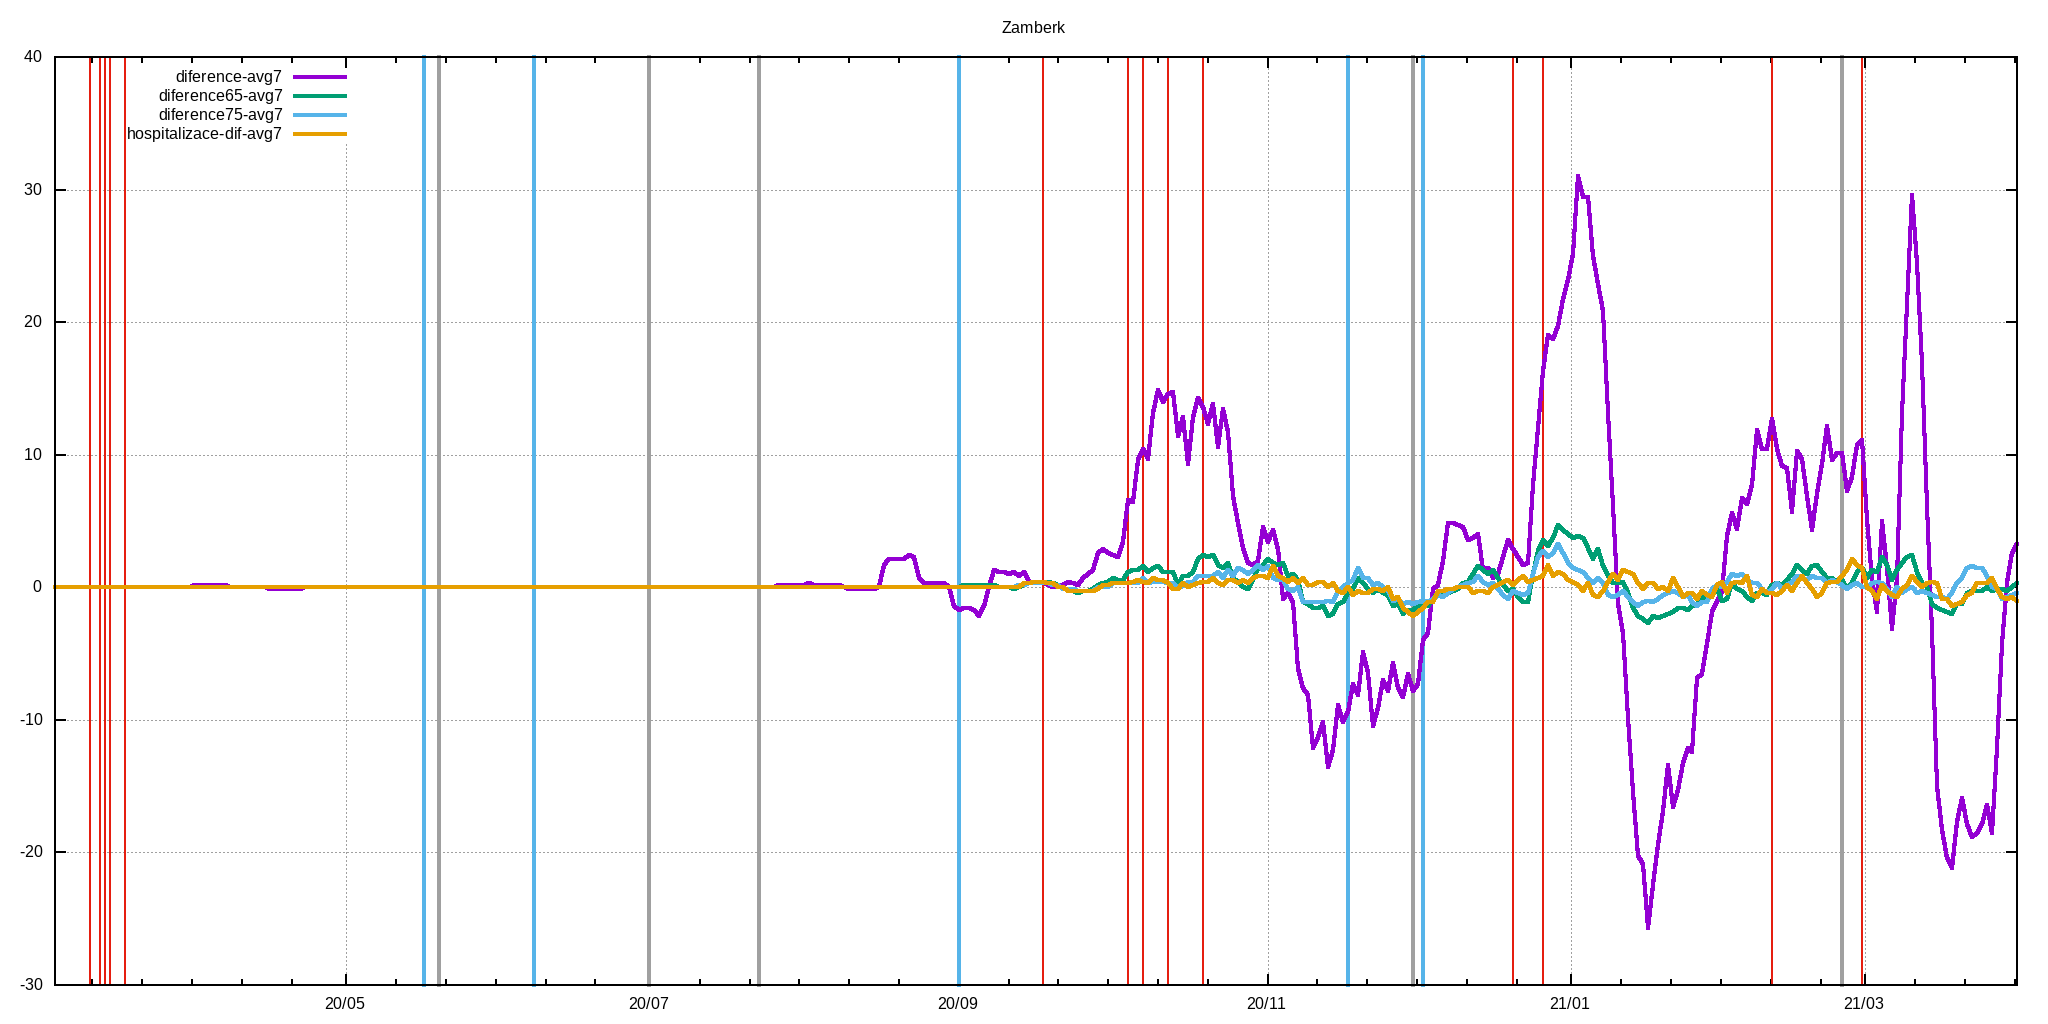 Zamberk
40
30
20
10
0
-10
-20
-30
diference-avg7
diference65-avg7
diference75-avg7
hospitalizace-dif-avg7
20/05 20/07 20/09 20/11 21/01 21/03